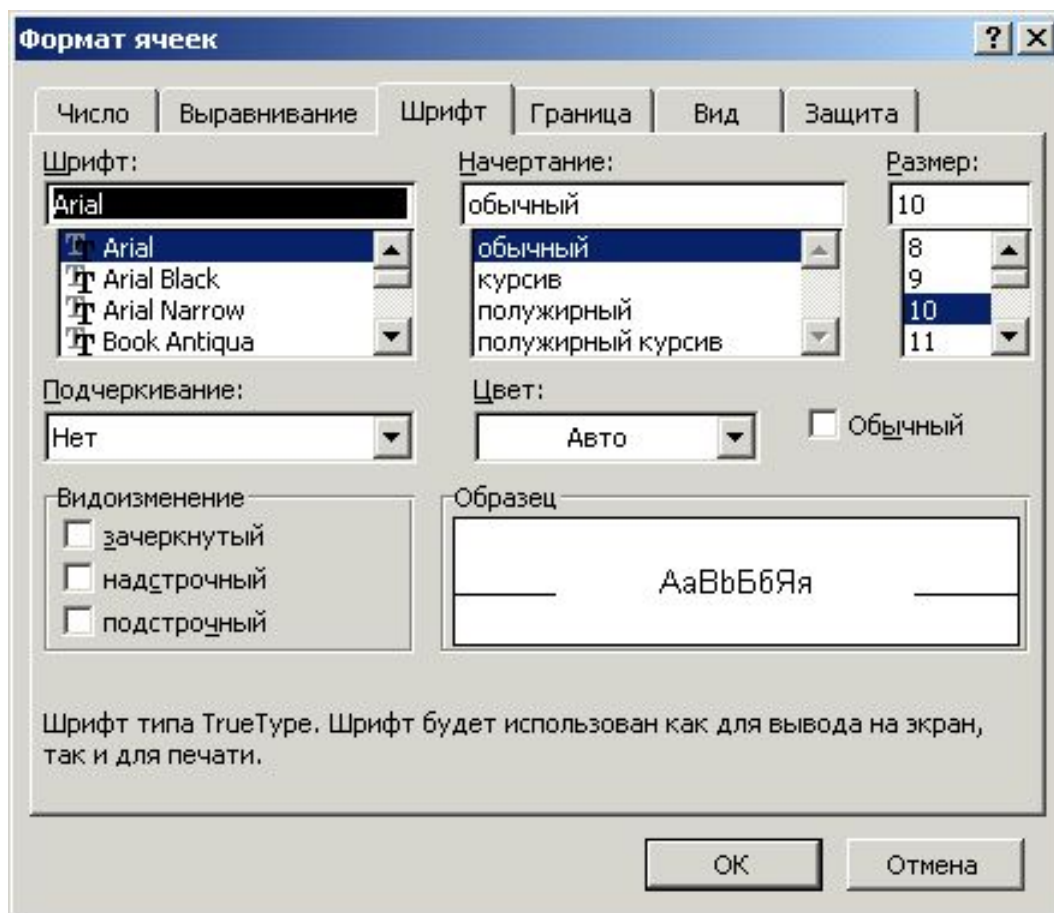 Формат ячеек
Число Выравнивание Шрифт Граница Вид Защита
Шрифт: Начертание: Размер:
Arial обычный 10
Arial обычный 8
Arial Black курсив 9
Arial Narrow полужирный 10
Book Antiqua полужирный курсив 11
Подчеркивание: Цвет:
Нет Авто Обычный
Видоизменение Образец
зачеркнутый
надстрочный АаВbБбЯя
подстрочный
Шрифт типа TrueType. Шрифт будет использован как для вывода на экран,
так и для печати.
ОК Отмена